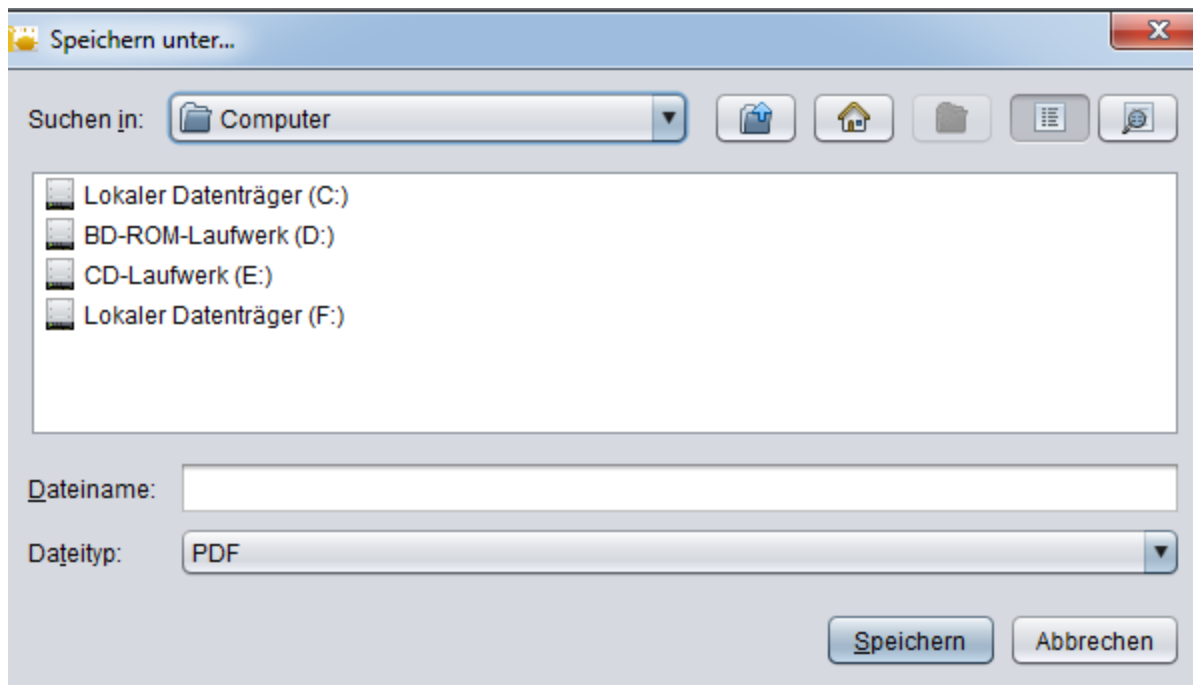 Speichern unter...
Suchen in: Computer
Lokaler Datenträger (C:)
BD-ROM-Laufwerk (D:)
CD-Laufwerk (E:)
Lokaler Datenträger (F:)
Dateiname:
Dateityp: PDF
Speichern Abbrechen